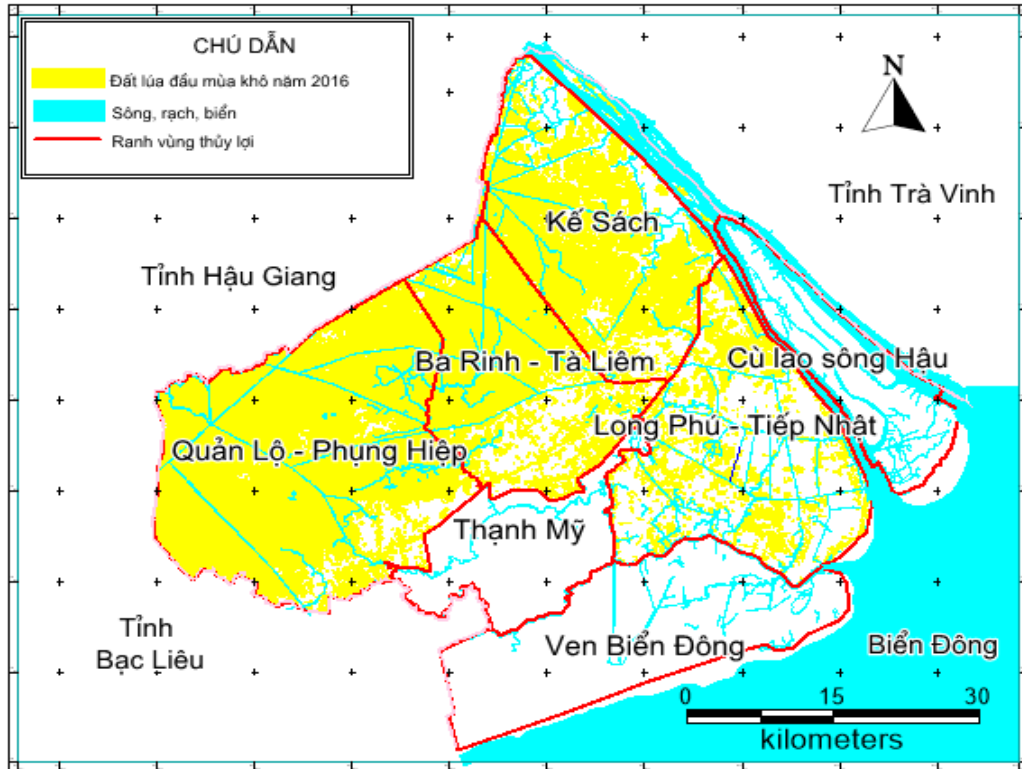 CHÚ DẪN
Đất lúa đầu mùa khô năm 2016
Sông, rạch, biển
Ranh vùng thủy lợi
N
Tỉnh Trà Vinh
Kế Sách
Tỉnh Hậu Giang
Ba Rinh - Tà Liêm
Cù lao sông Hậu
Long Phú - Tiếp Nhật
Quản Lộ - Phụng Hiệp
Thạnh Mỹ
Tỉnh
Bạc Liêu
Ven Biển Đông
Biển Đông
0 15 30
kilometers